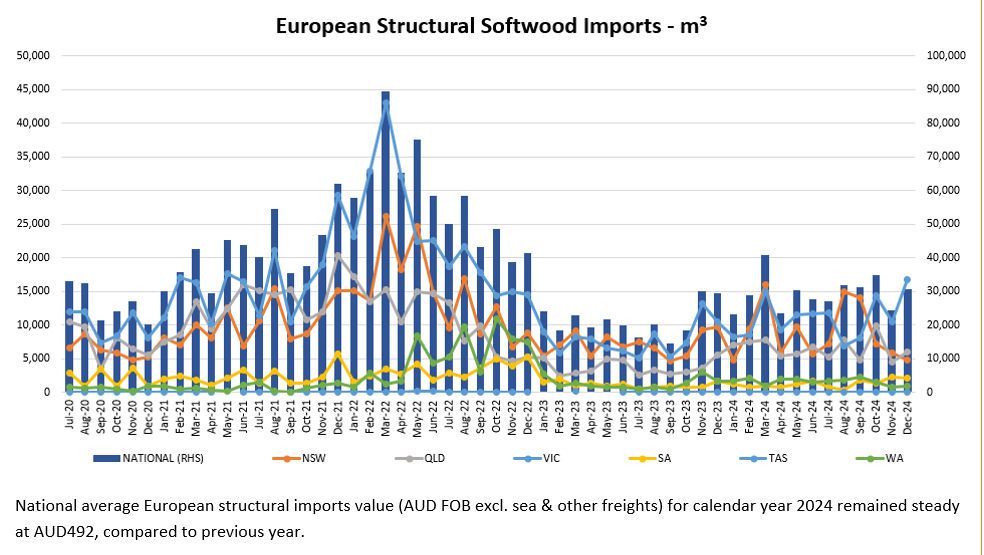 European Structural Softwood Imports - m³
50,000 100,000
45,000 90,000
40,000 80,000
35,000 70,000
30,000 60,000
25,000 50,000
20,000 40,000
15,000 30,000
10,000 20,000
5,000 10,000
0 0
Jul-20
Aug-20
Sep-20
Oct-20
Nov-20
Dec-20
Jan-21
Feb-21
Mar-21
Apr-21
May-21
Jun-21
Jul-21
Aug-21
Sep-21
Oct-21
Nov-21
Dec-21
Jan-22
Feb-22
Mar-22
Apr-22
May-22
Jun-22
Jul-22
Aug-22
Sep-22
Oct-22
Nov-22
Dec-22
Jan-23
Feb-23
Mar-23
Apr-23
May-23
Jun-23
Jul-23
Aug-23
Sep-23
Oct-23
Nov-23
Dec-23
Jan-24
Feb-24
Mar-24
Apr-24
May-24
Jun-24
Jul-24
Aug-24
Sep-24
Oct-24
Nov-24
Dec-24
NATIONAL (RHS) NSW QLD VIC SA TAS WA
National average European structural imports value (AUD FOB excl. sea & other freights) for calendar year 2024 remained steady
at AUD492, compared to previous year.